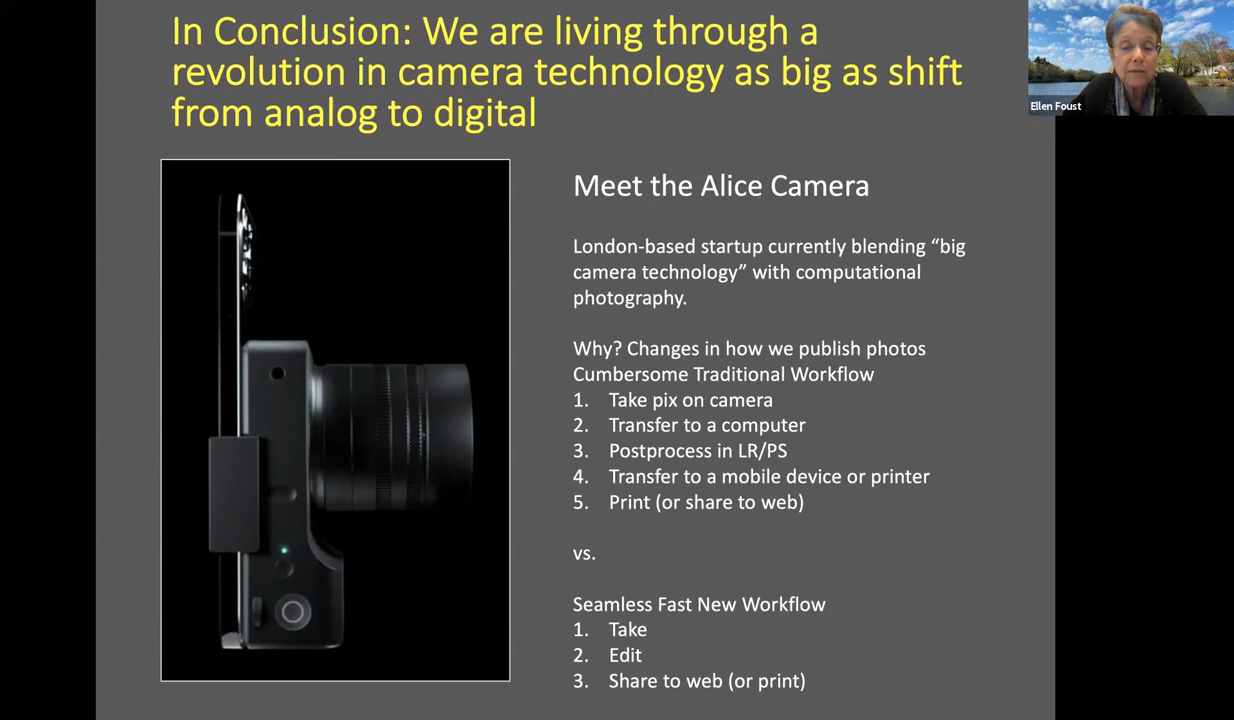 In Conclusion: We are living through a
revolution in camera technology as big as shift
from analog to digital
Ellen Foust
Meet the Alice Camera
London-based startup currently blending “big
camera technology” with computational
photography.
Why? Changes in how we publish photos
Cumbersome Traditional Workflow
1. Take pix on camera
2. Transfer to a computer
3. Postprocess in LR/PS
4. Transfer to a mobile device or printer
5. Print (or share to web)
vs.
Seamless Fast New Workflow
1. Take
2. Edit
3. Share to web (or print)